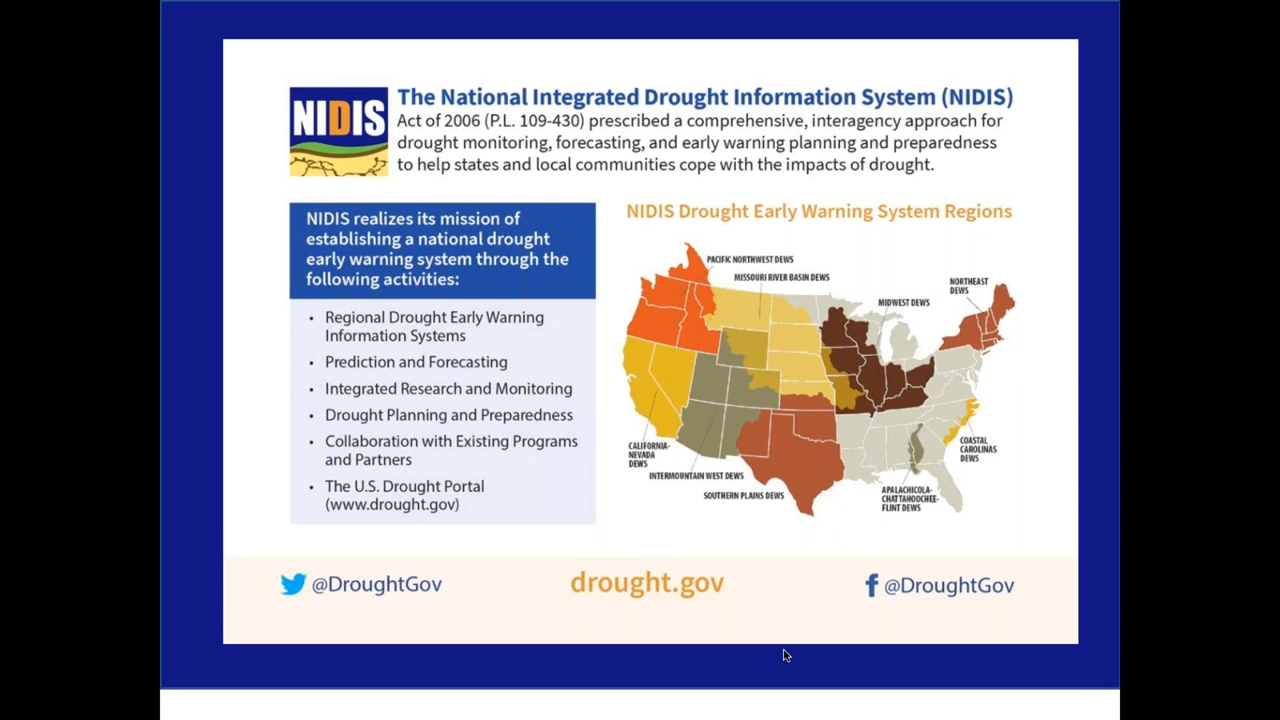 NIDIS
The National Integrated Drought Information System (NIDIS)
Act of 2006 (P.L. 109-430) prescribed a comprehensive, interagency approach for
drought monitoring, forecasting, and early warning planning and preparedness
to help states and local communities cope with the impacts of drought.
NIDIS realizes its mission of
establishing a national drought
early warning system through the
following activities:
• Regional Drought Early Warning
Information Systems
• Prediction and Forecasting
• Integrated Research and Monitoring
• Drought Planning and Preparedness
• Collaboration with Existing Programs
and Partners
• The U.S. Drought Portal
(www.drought.gov)
NIDIS Drought Early Warning System Regions
PACIFIC NORTHWEST DEWS
MISSOURI RIVER BASIN DEWS
MIDWEST DEWS
NORTHEAST
DEWS
CALIFORNIA-
NEVADA
DEWS
INTERMOUNTAIN WEST DEWS
SOUTHERN PLAINS DEWS
APALACHICOLA-
CHATTAHOOCHEE-
FLINT DEWS
COASTAL
CAROLINAS
DEWS
@DroughtGov
drought.gov
@DroughtGov